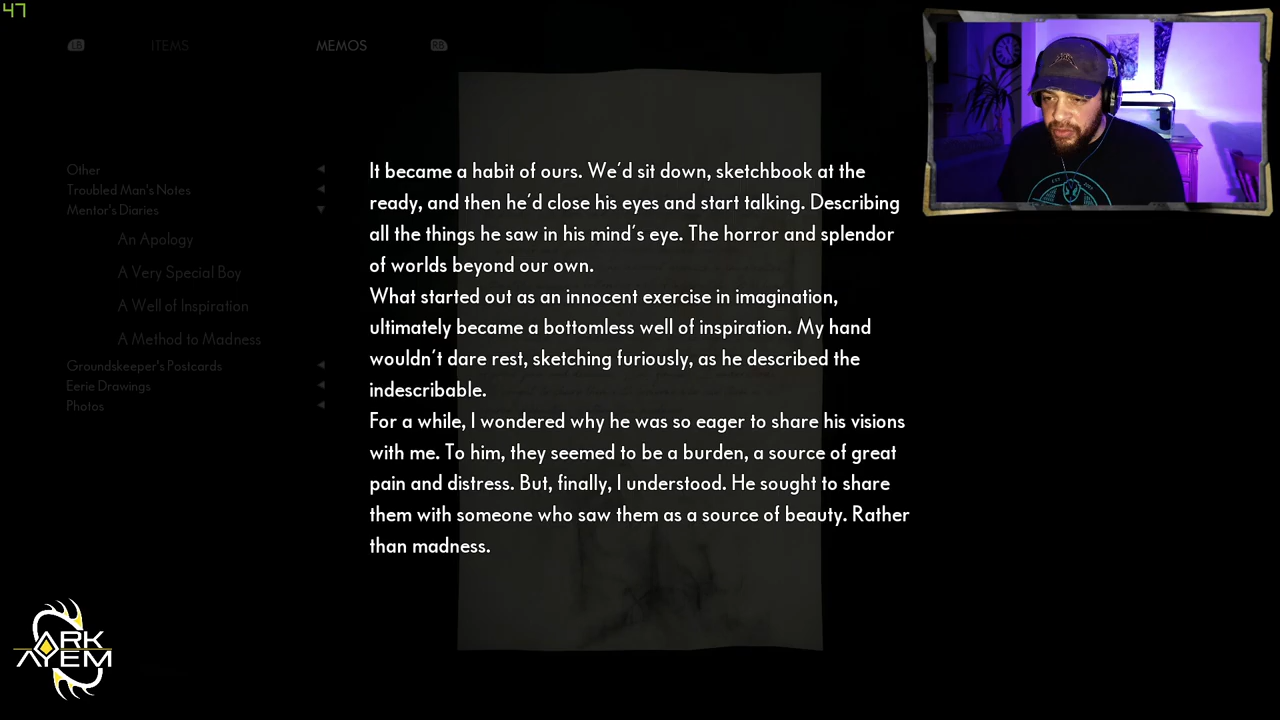 47
LB ITEMS MEMOS RB
Other
Troubled Man's Notes
Mentor's Diaries
An Apology
A Very Special Boy
A Well of Inspiration
A Method to Madness
Groundskeeper's Postcards
Eerie Drawings
Photos
It became a habit of ours. We'd sit down, sketchbook at the
ready, and then he'd close his eyes and start talking. Describing
all the things he saw in his mind's eye. The horror and splendor
of worlds beyond our own.
What started out as an innocent exercise in imagination,
ultimately became a bottomless well of inspiration. My hand
wouldn't dare rest, sketching furiously, as he described the
indescribable.
For a while, I wondered why he was so eager to share his visions
with me. To him, they seemed to be a burden, a source of great
pain and distress. But, finally, I understood. He sought to share
them with someone who saw them as a source of beauty. Rather
than madness.
ARK
AYEM